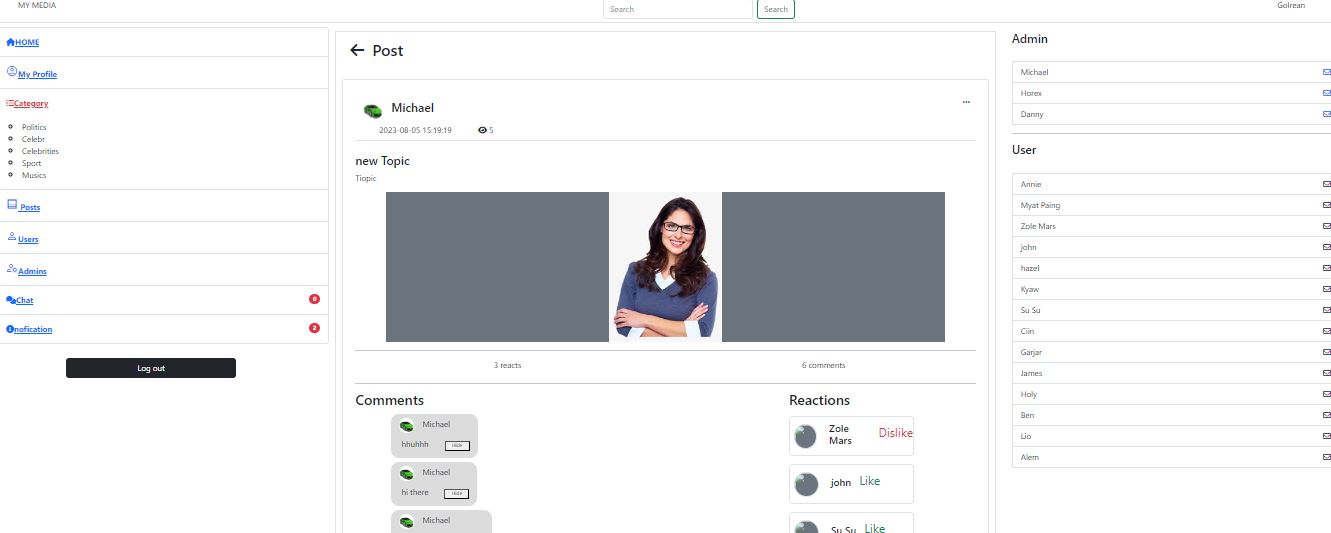 MY MEDIA
Search
Search
Golrean
HOME
My Profile
Category
Politics
Celebr
Celebrities
Sport
Musics
Posts
Users
Admins
Chat
0
nofication
2
Log out
Post
Michael
...
2023-08-05 15:19:19
5
new Topic
Tiopic
3 reacts
6 comments
Comments
Michael
hhuhhh
Hide
Michael
hi there
Hide
Michael
Reactions
Zole
Mars
Dislike
john
Like
Su Su
Like
Admin
Michael
Horex
Danny
User
Annie
Myat Paing
Zole Mars
john
hazel
Kyaw
Su Su
Ciin
Garjar
James
Holy
Ben
Lio
Alem